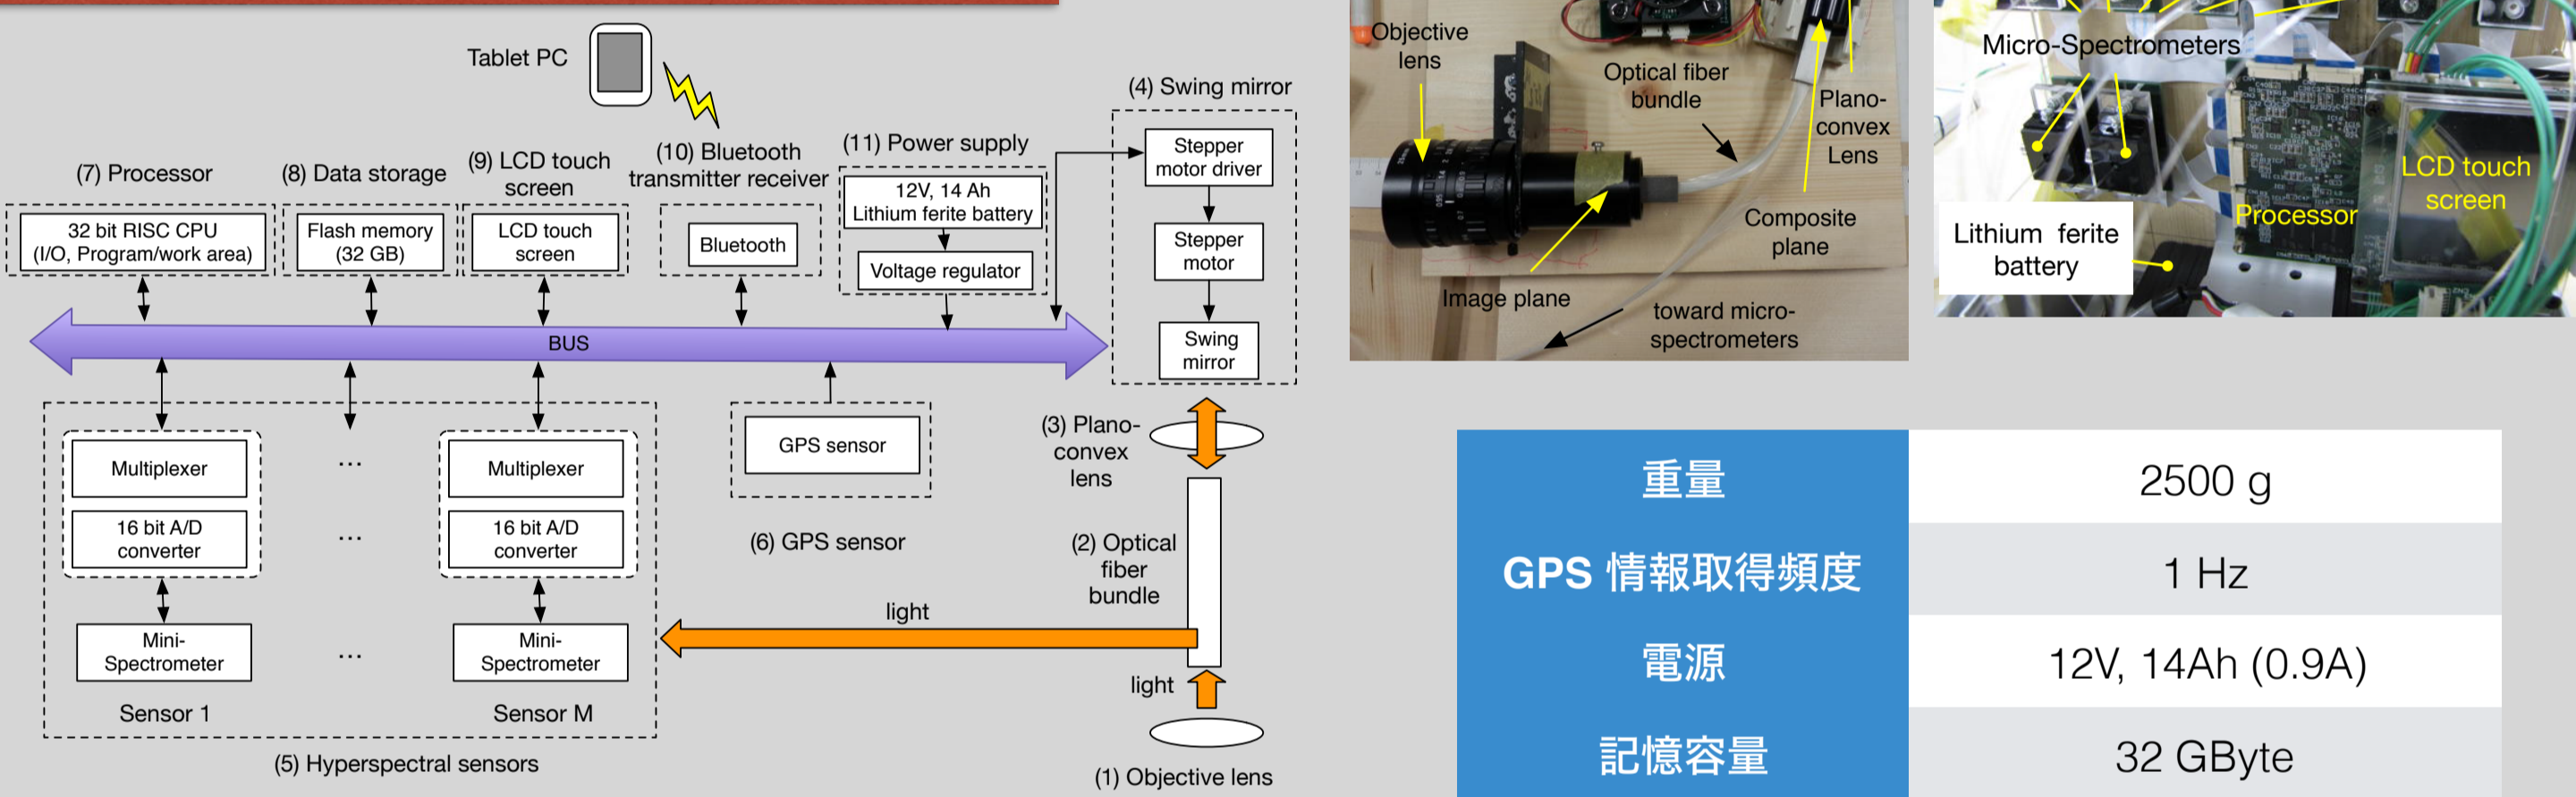 Tablet PC
(7) Processor
32 bit RISC CPU
(I/O, Program/work area)
(8) Data storage
Flash memory
(32 GB)
(9) LCD touch
screen
LCD touch
screen
(10) Bluetooth
transmitter receiver
Bluetooth
(11) Power supply
12V, 14 Ah
Lithium ferite battery
Voltage regulator
(4) Swing mirror
Stepper
motor driver
Stepper
motor
Swing
mirror
BUS
Multiplexer
16 bit A/D
converter
Mini-
Spectrometer
Sensor 1
...
...
...
Multiplexer
16 bit A/D
converter
Mini-
Spectrometer
Sensor M
(5) Hyperspectral sensors
GPS sensor
(6) GPS sensor
(3) Plano-
convex
lens
(2) Optical
fiber
bundle
light
light
(1) Objective lens
Objective
lens
Optical fiber
bundle
Plano-
convex
Lens
Composite
plane
Image plane
toward micro-
spectrometers
Micro-Spectrometers
LCD touch
screen
Processor
Lithium ferite
battery
重量 2500 g
GPS 情報取得頻度 1 Hz
電源 12V, 14Ah (0.9A)
記憶容量 32 GByte